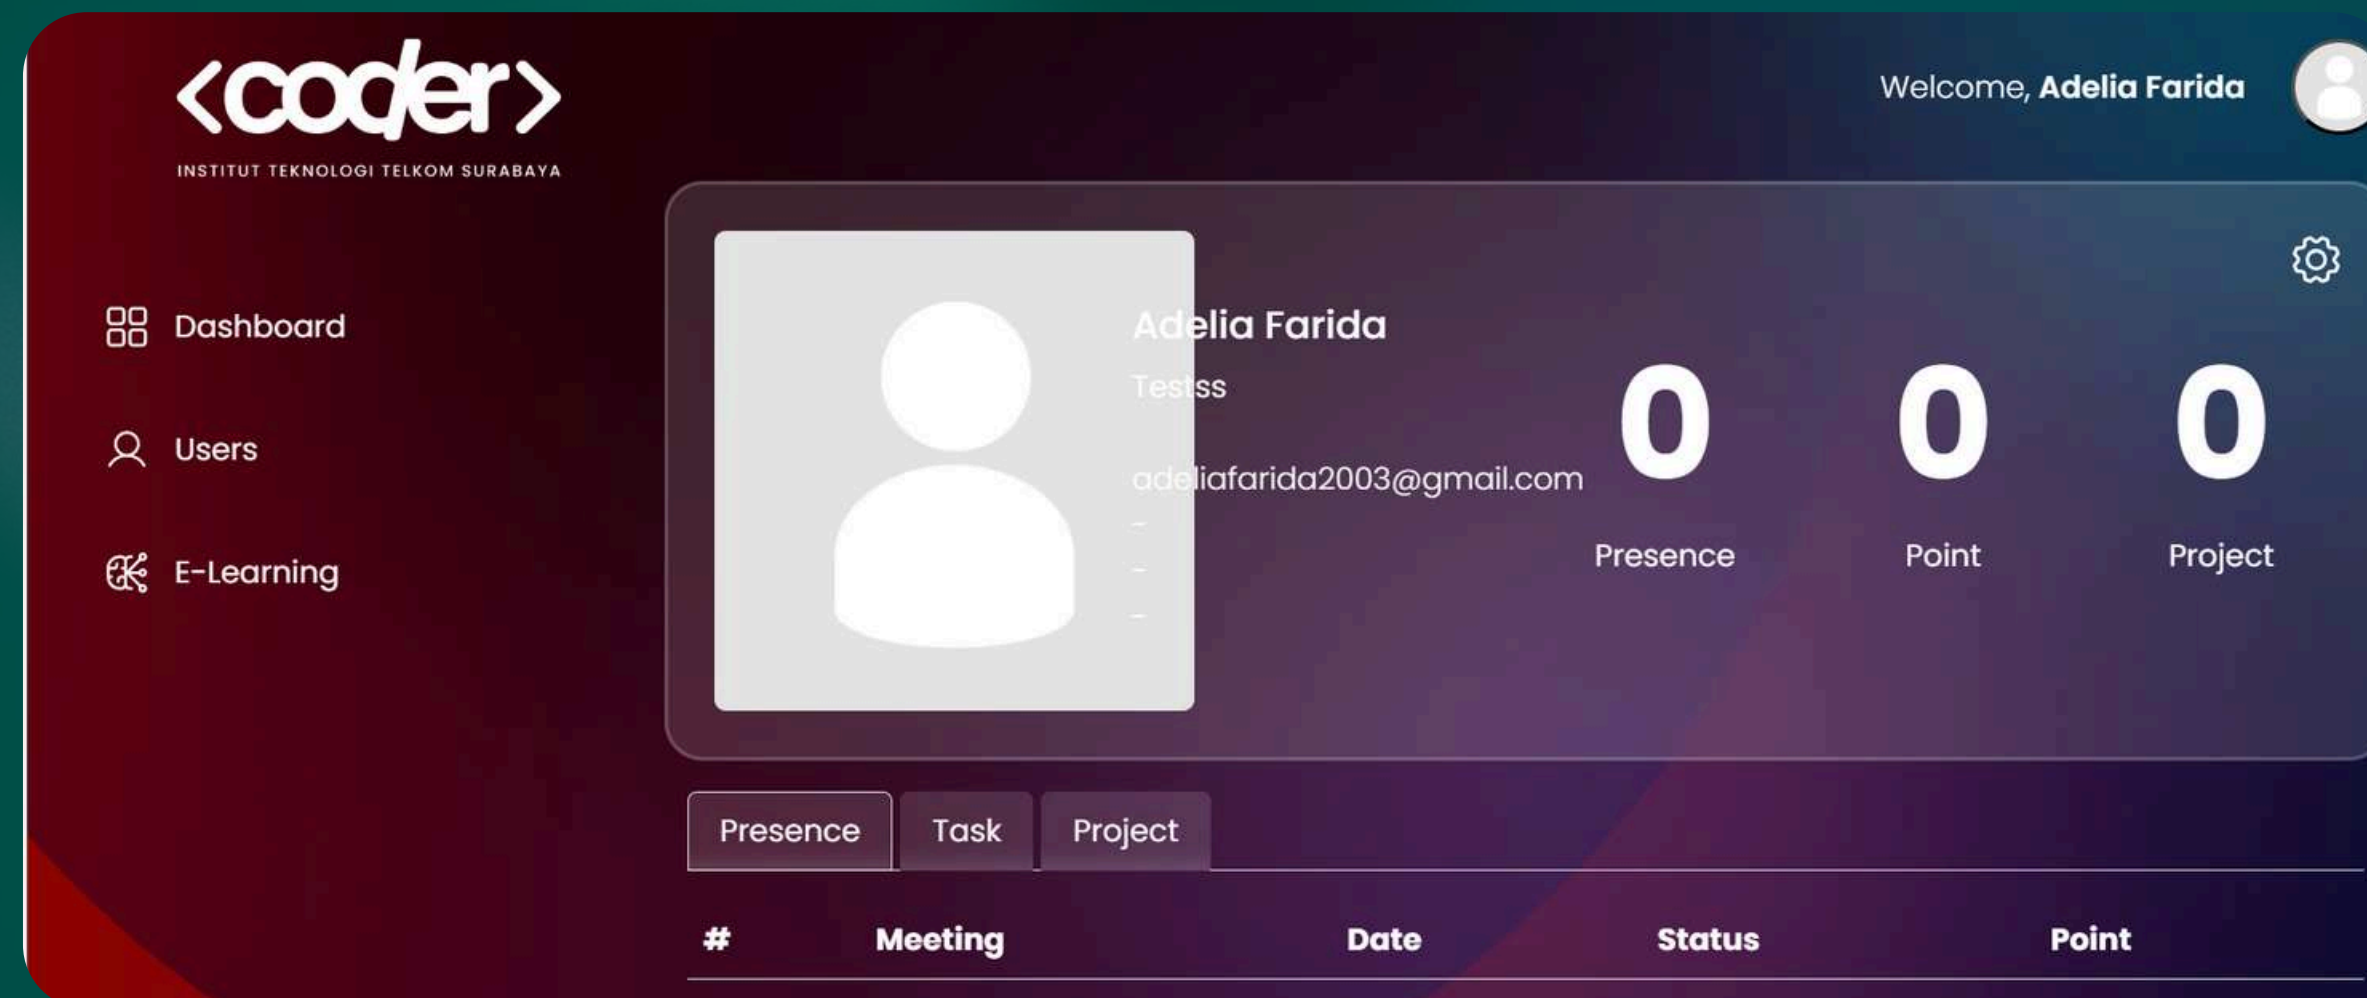 <coder>
INSTITUT TEKNOLOGI TELKOM SURABAYA
Welcome, Adelia Farida
Dashboard
Users
E-Learning
Adelia Farida
Testss
adeliafarida2003@gmail.com
-
-
-
0 0 0
Presence Point Project
Presence Task Project
# Meeting Date Status Point